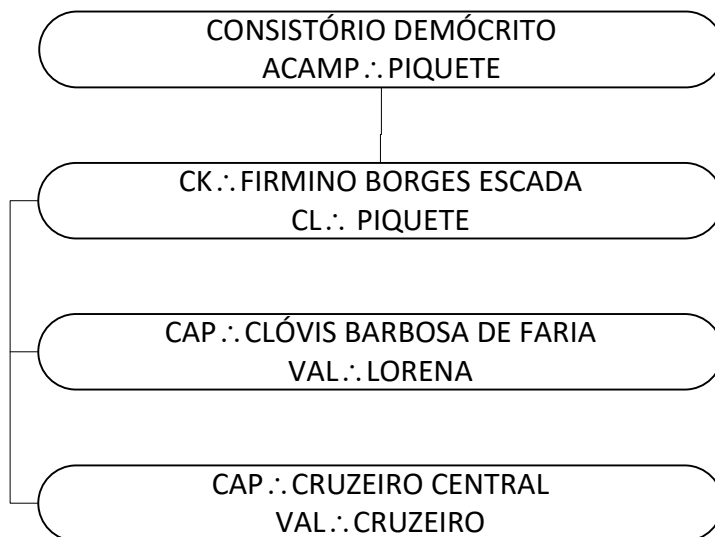 CONSISTÓRIO DEMÓCRITO
ACAMP∴PIQUETE
CK∴FIRMINO BORGES ESCADA
CL∴ PIQUETE
CAP∴CLÓVIS BARBOSA DE FARIA
VAL∴LORENA
CAP∴CRUZEIRO CENTRAL
VAL∴CRUZEIRO